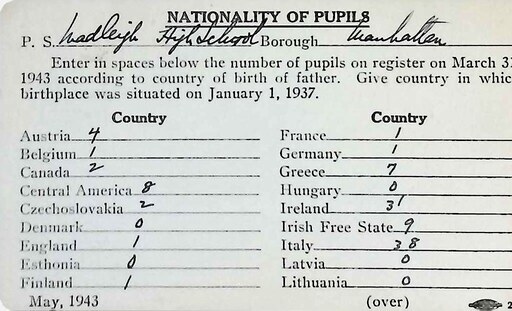 NATIONALITY OF PUPILS
P. S. Wadleigh High School Borough Manhattan
Enter in spaces below the number of pupils on register on March 31
1943 according to country of birth of father. Give country in whic
birthplace was situated on January 1, 1937.
Country
Austria 4
Belgium 1
Canada 2
Central America 8
Czechoslovakia 2
Denmark 0
England 1
Esthonia 0
Finland 1
May, 1943
Country
France 1
Germany 1
Greece 7
Hungary 0
Ireland 31
Irish Free State 9
Italy 38
Latvia 0
Lithuania 0
(over)
2